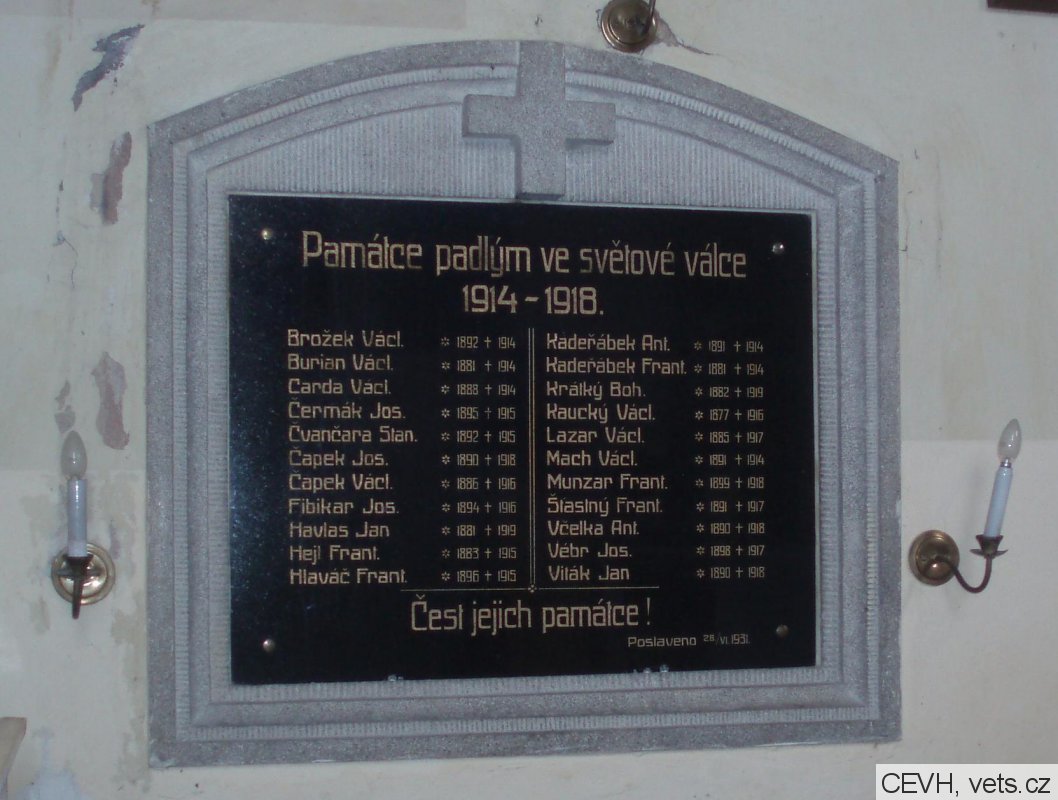 Památce padlým ve světové válce
1914 - 1918.
Brožek Václ. * 1892 + 1914
Burian Václ. * 1881 + 1914
Čarda Václ. * 1888 + 1914
Čermák Jos. * 1895 + 1915
Čvančara Stan. * 1892 + 1915
Čapek Jos. * 1890 + 1918
Čapek Václ. * 1886 + 1916
Fibikar Jos. * 1894 + 1916
Havlas Jan * 1881 + 1919
Hejl Frant. * 1883 + 1915
Hlaváč Frant. * 1896 + 1915
Kadeřábek Ant. * 1891 + 1914
Kadeřábek Frant. * 1881 + 1914
Králký Boh. * 1882 + 1919
Kaucký Václ. * 1877 + 1916
Lazar Václ. * 1885 + 1917
Mach Václ. * 1891 + 1914
Munzar Frant. * 1899 + 1918
Šťastný Frant. * 1891 + 1917
Včelka Ant. * 1890 + 1918
Vébr Jos. * 1898 + 1917
Viták Jan * 1890 + 1918
Čest jejich památce!
Postaveno 28/VI. 1931.
CEVH, vets.cz